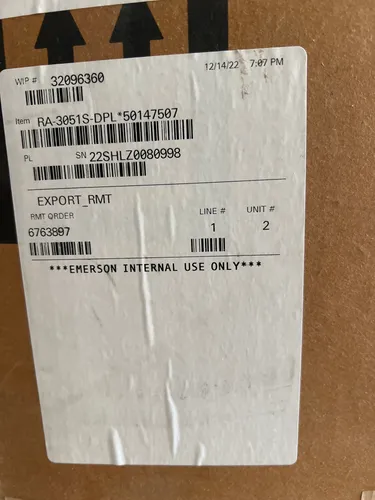 12/14/22 7:07 PM
WIP # 32096360
Item RA-3051S-DPL*50147507
PL SN 22SHLZ0080998
EXPORT_RMT
RMT ORDER LINE # UNIT #
6763897 1 2
***EMERSON INTERNAL USE ONLY***